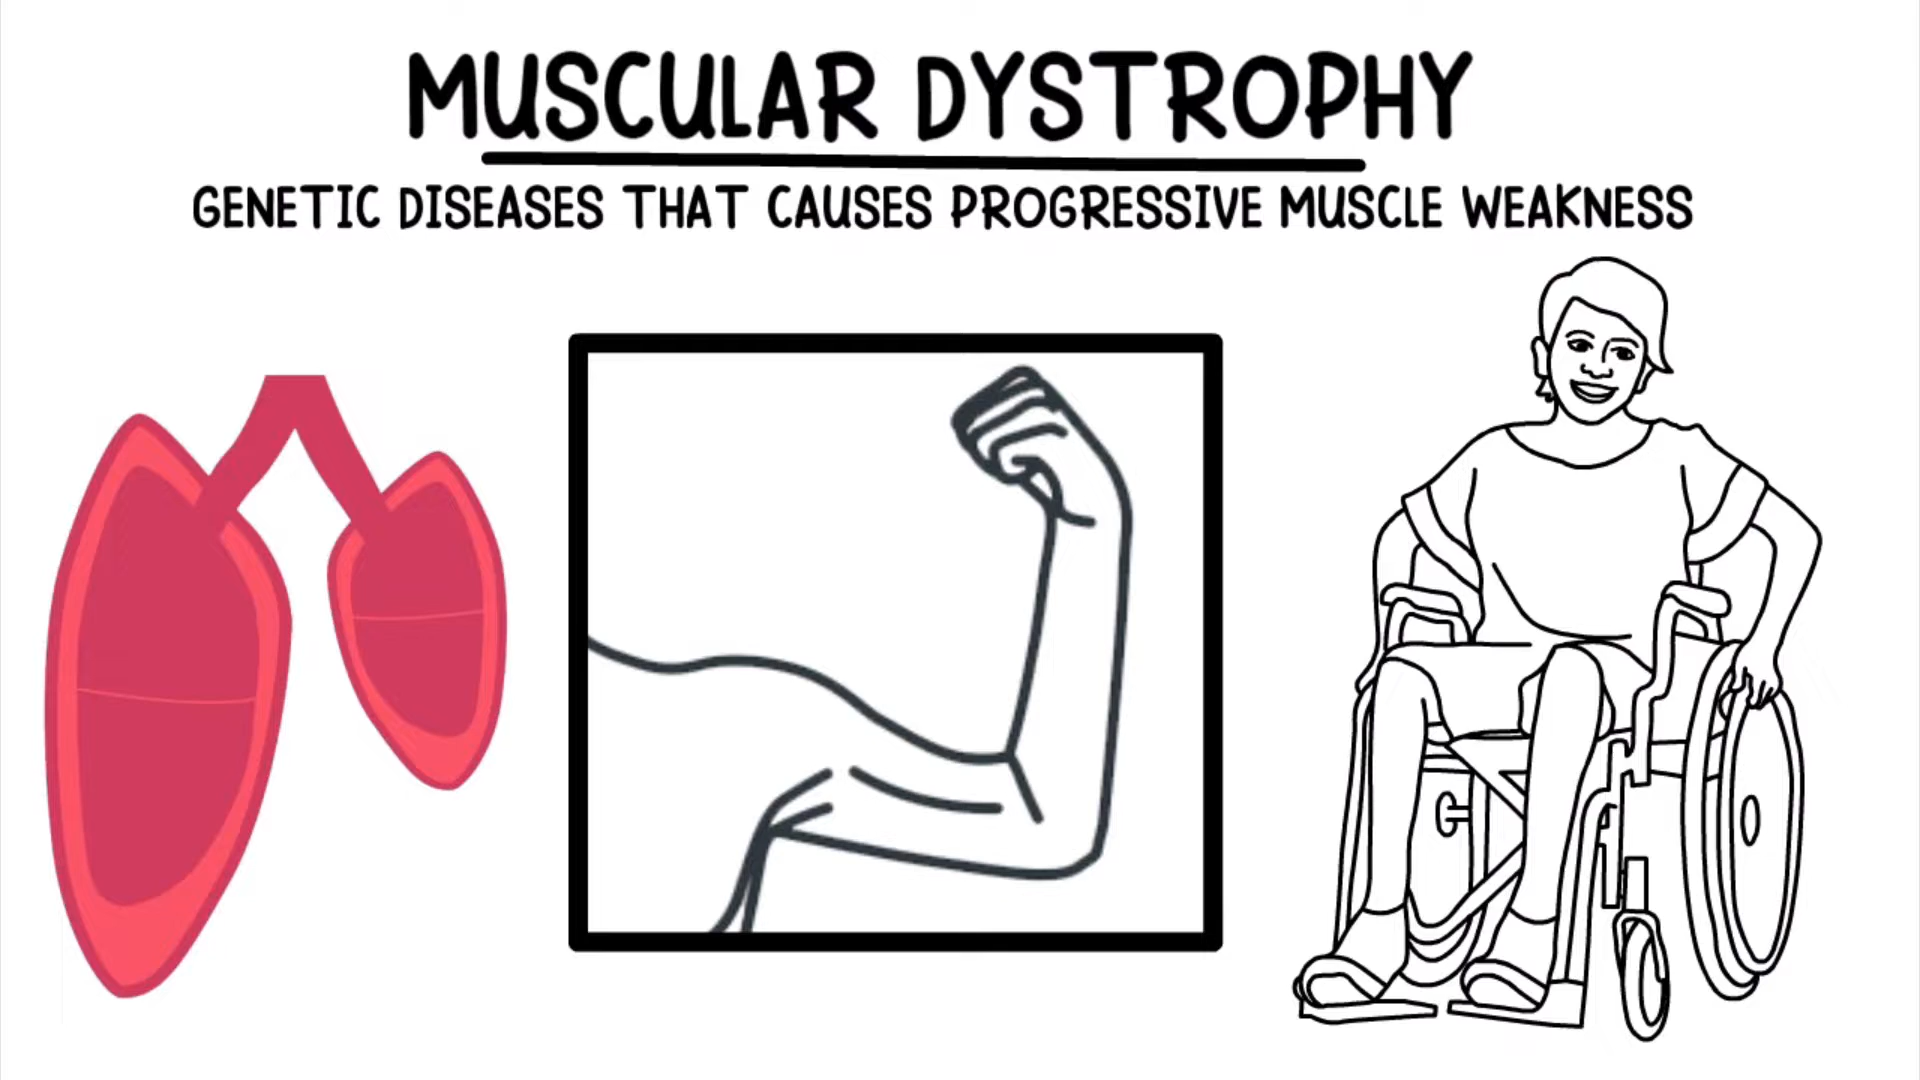 MUSCULAR DYSTROPHY
GENETIC DISEASES THAT CAUSES PROGRESSIVE MUSCLE WEAKNESS